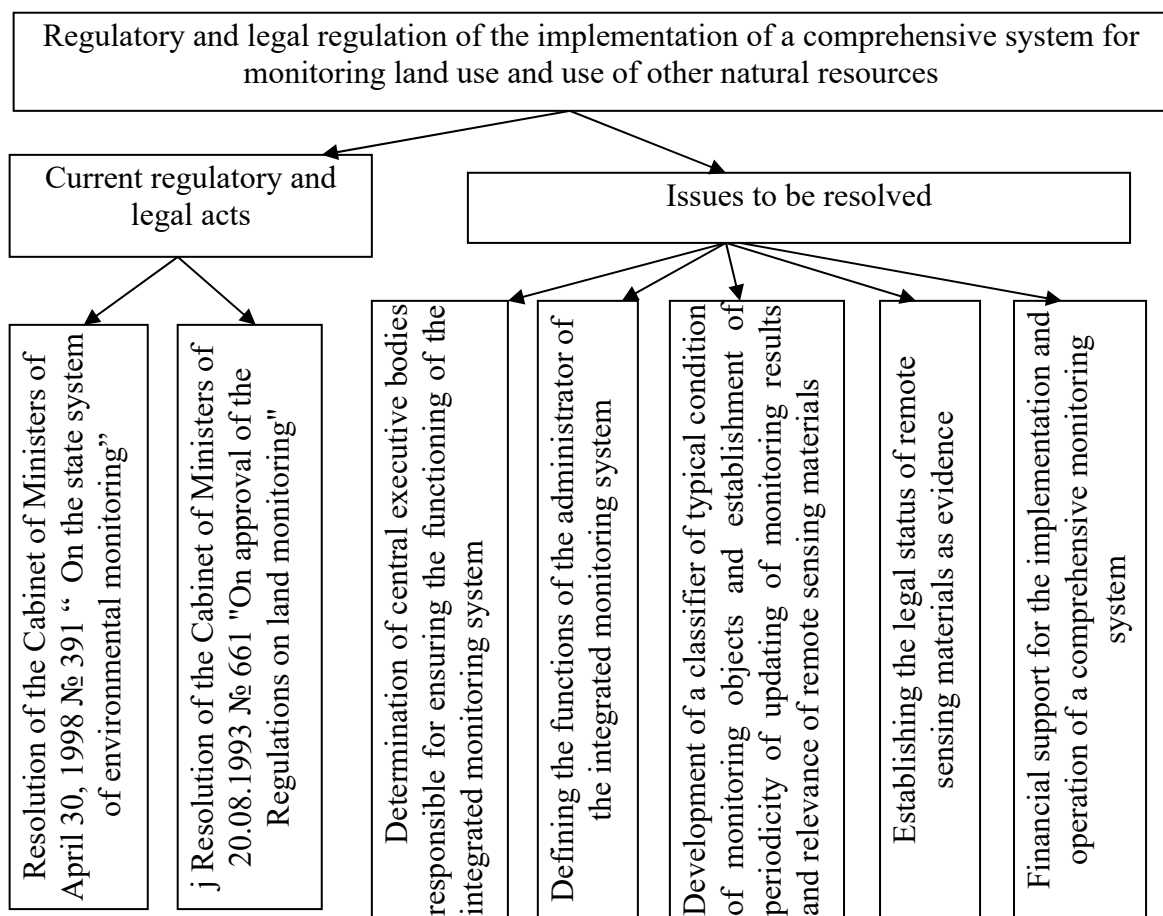 Regulatory and legal regulation of the implementation of a comprehensive system for
monitoring land use and use of other natural resources
Current regulatory and
legal acts
Issues to be resolved
Resolution of the Cabinet of Ministers of
April 30, 1998 № 391 “ On the state system
of environmental monitoring”
j Resolution of the Cabinet of Ministers of
20.08.1993 № 661 "On approval of the
Regulations on land monitoring"
Determination of central executive bodies
responsible for ensuring the functioning of the
integrated monitoring system
Defining the functions of the administrator of
the integrated monitoring system
Development of a classifier of typical condition
of monitoring objects and establishment of
periodicity of updating of monitoring results
and relevance of remote sensing materials
Establishing the legal status of remote
sensing materials as evidence
Financial support for the implementation and
operation of a comprehensive monitoring
system